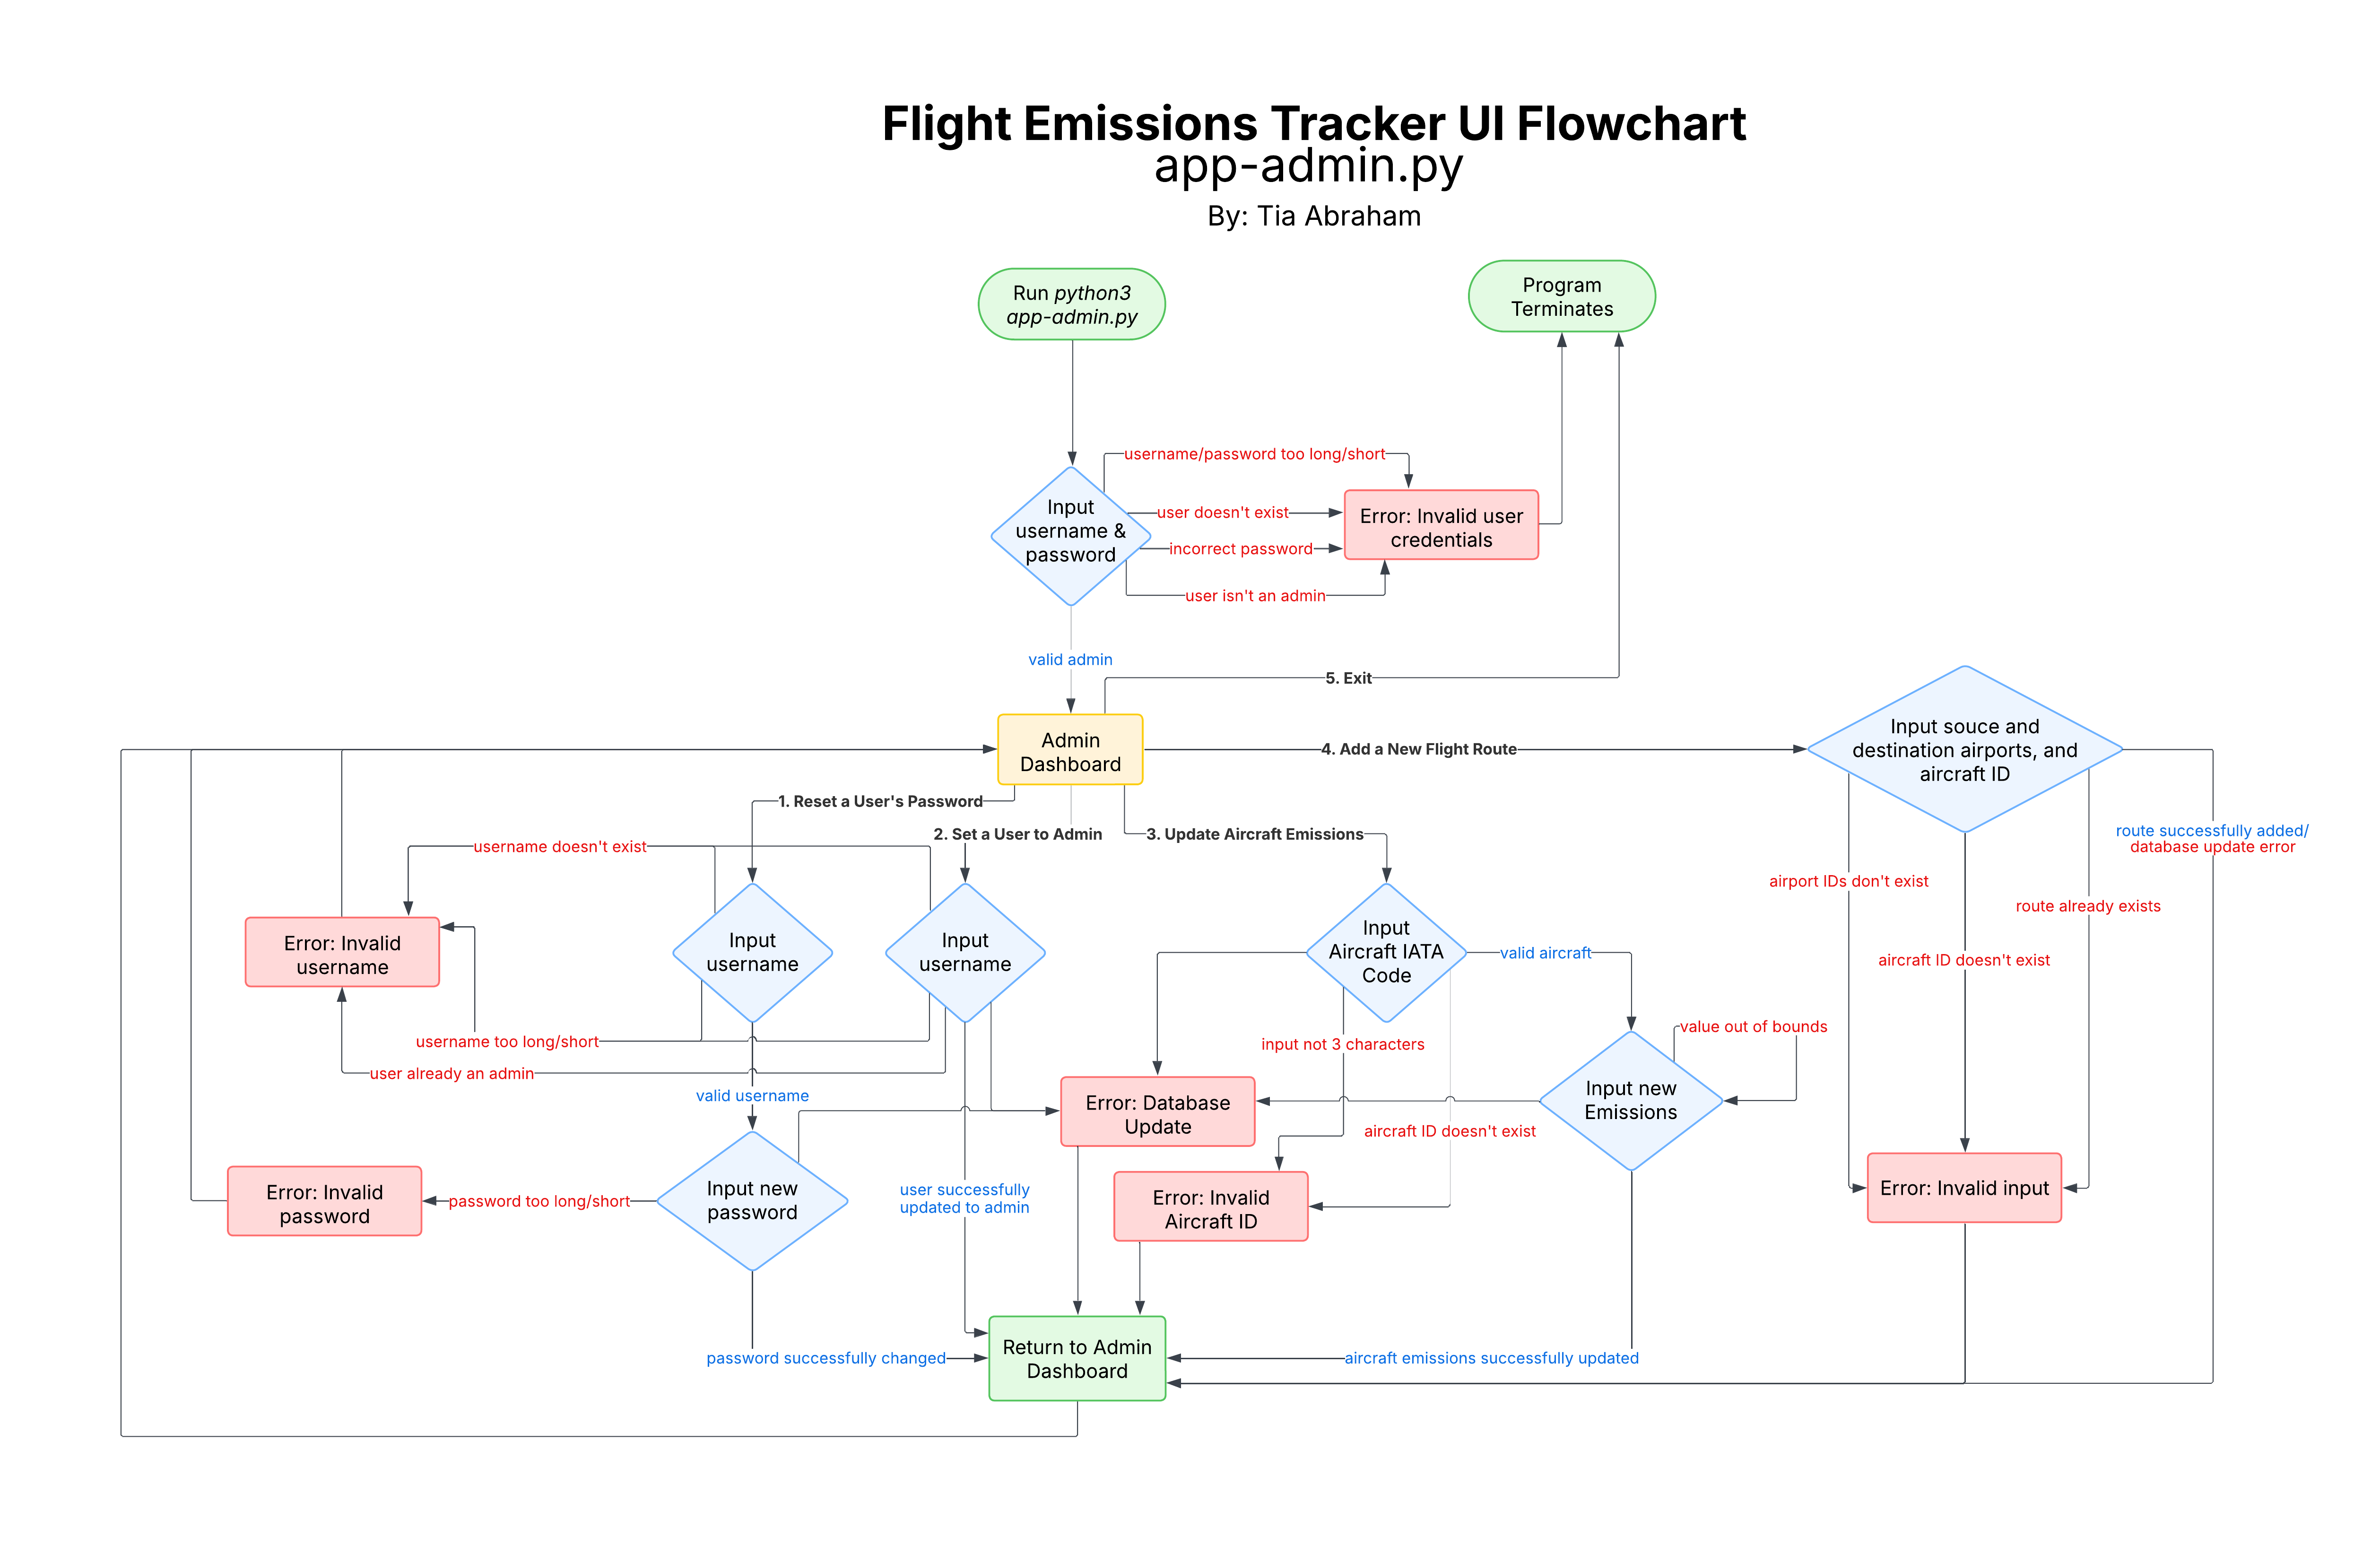 Flight Emissions Tracker UI Flowchart
app-admin.py
By: Tia Abraham
Run python3
app-admin.py
Program
Terminates
username/password too long/short
Input
username &
password
user doesn't exist
incorrect password
user isn't an admin
Error: Invalid user
credentials
valid admin
5. Exit
Admin
Dashboard
4. Add a New Flight Route
Input souce and
destination airports, and
aircraft ID
1. Reset a User's Password
2. Set a User to Admin
3. Update Aircraft Emissions
route successfully added/
database update error
username doesn't exist
airport IDs don't exist
route already exists
Error: Invalid
username
Input
username
Input
username
Input
Aircraft IATA
Code
valid aircraft
aircraft ID doesn't exist
value out of bounds
username too long/short
input not 3 characters
user already an admin
valid username
Error: Database
Update
Input new
Emissions
aircraft ID doesn't exist
Error: Invalid
password
password too long/short
Input new
password
user successfully
updated to admin
Error: Invalid
Aircraft ID
Error: Invalid input
password successfully changed
Return to Admin
Dashboard
aircraft emissions successfully updated